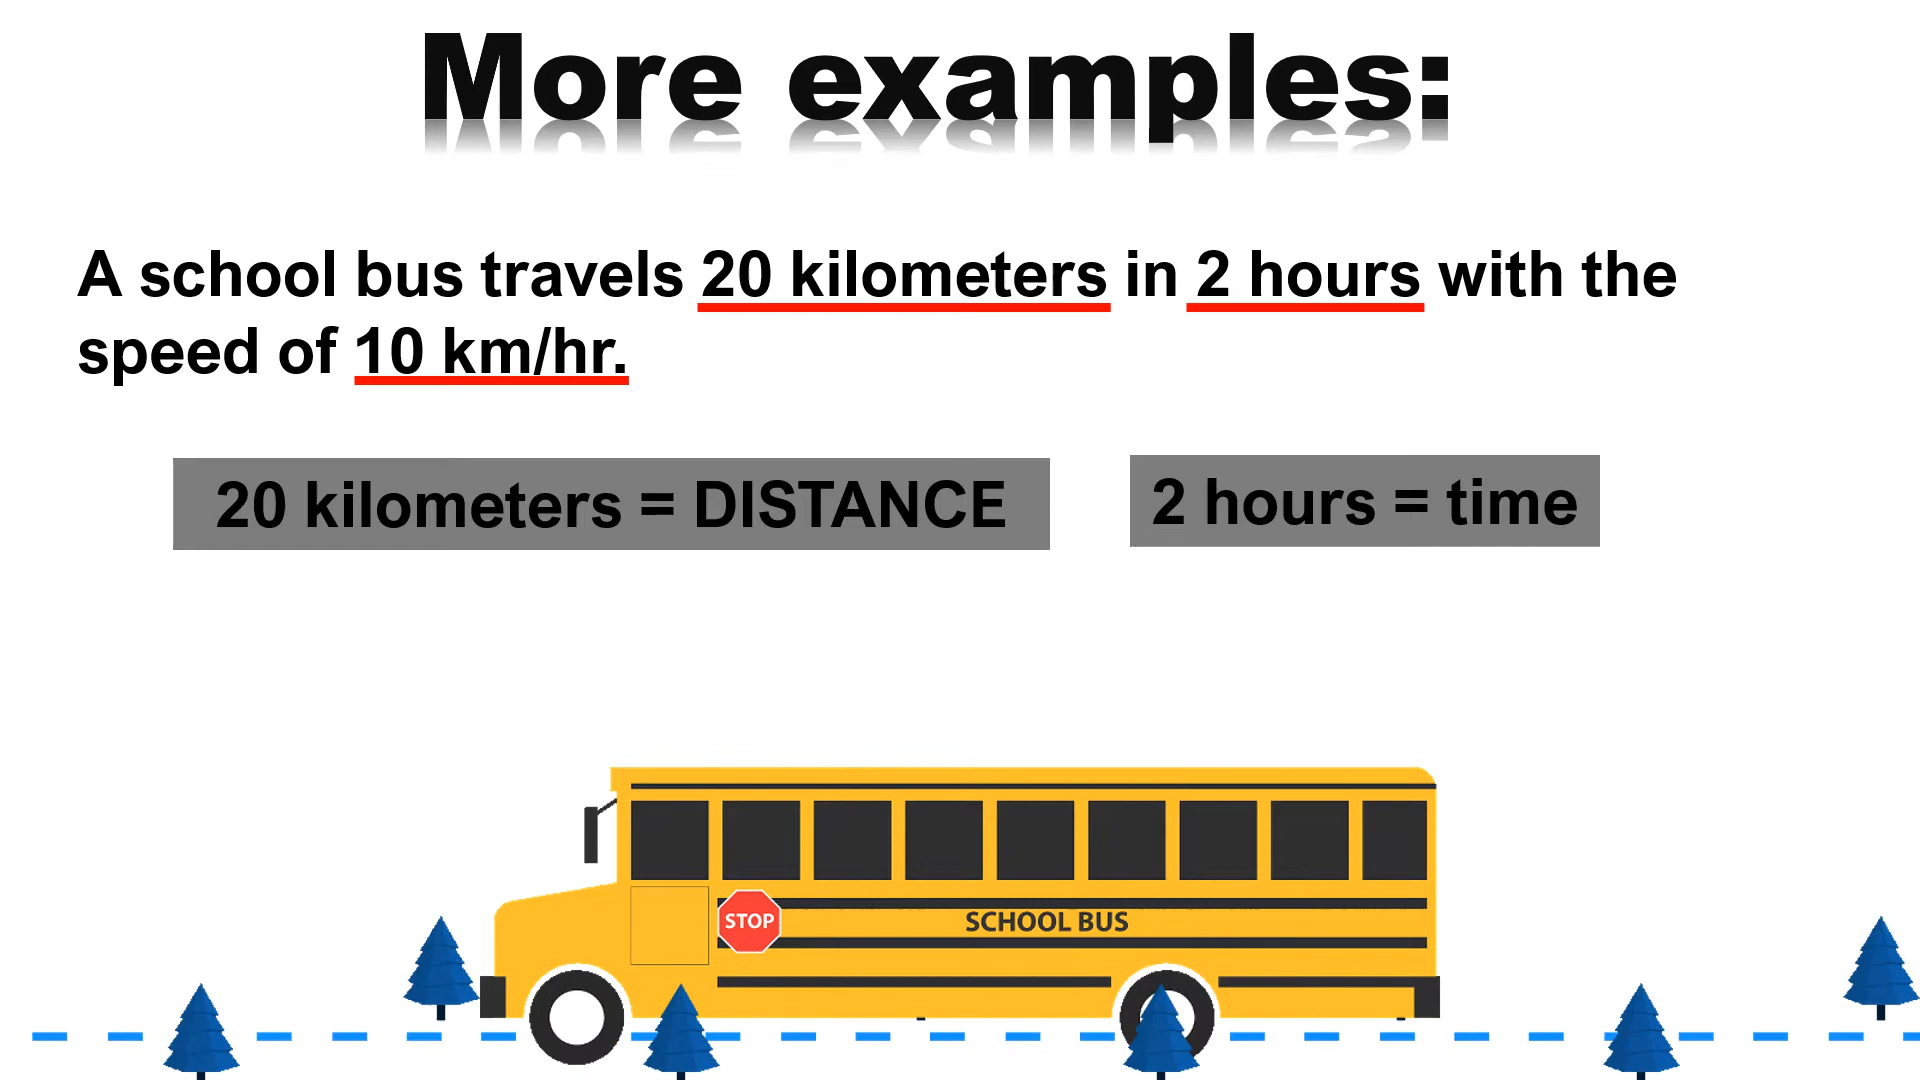 More examples:
A school bus travels 20 kilometers in 2 hours with the
speed of 10 km/hr.
20 kilometers = DISTANCE
2 hours = time
STOP
SCHOOL BUS